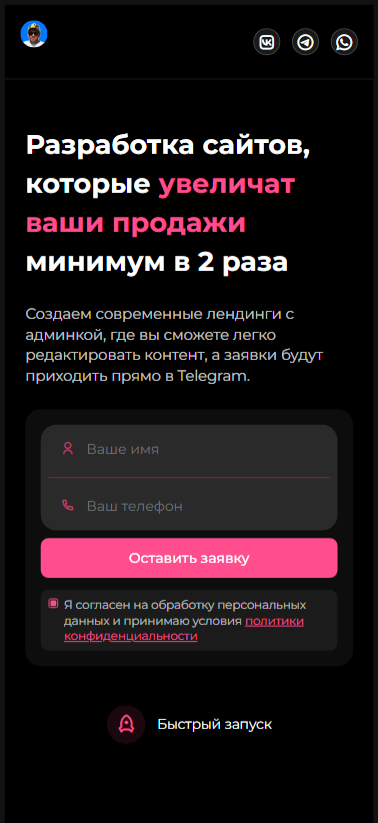 Разработка сайтов,
которые увеличат
ваши продажи
минимум в 2 раза
Создаем современные лендинги с
админкой, где вы сможете легко
редактировать контент, а заявки будут
приходить прямо в Telegram.
Ваше имя
Ваш телефон
Оставить заявку
Я согласен на обработку персональных
данных и принимаю условия политики
конфиденциальности
Быстрый запуск